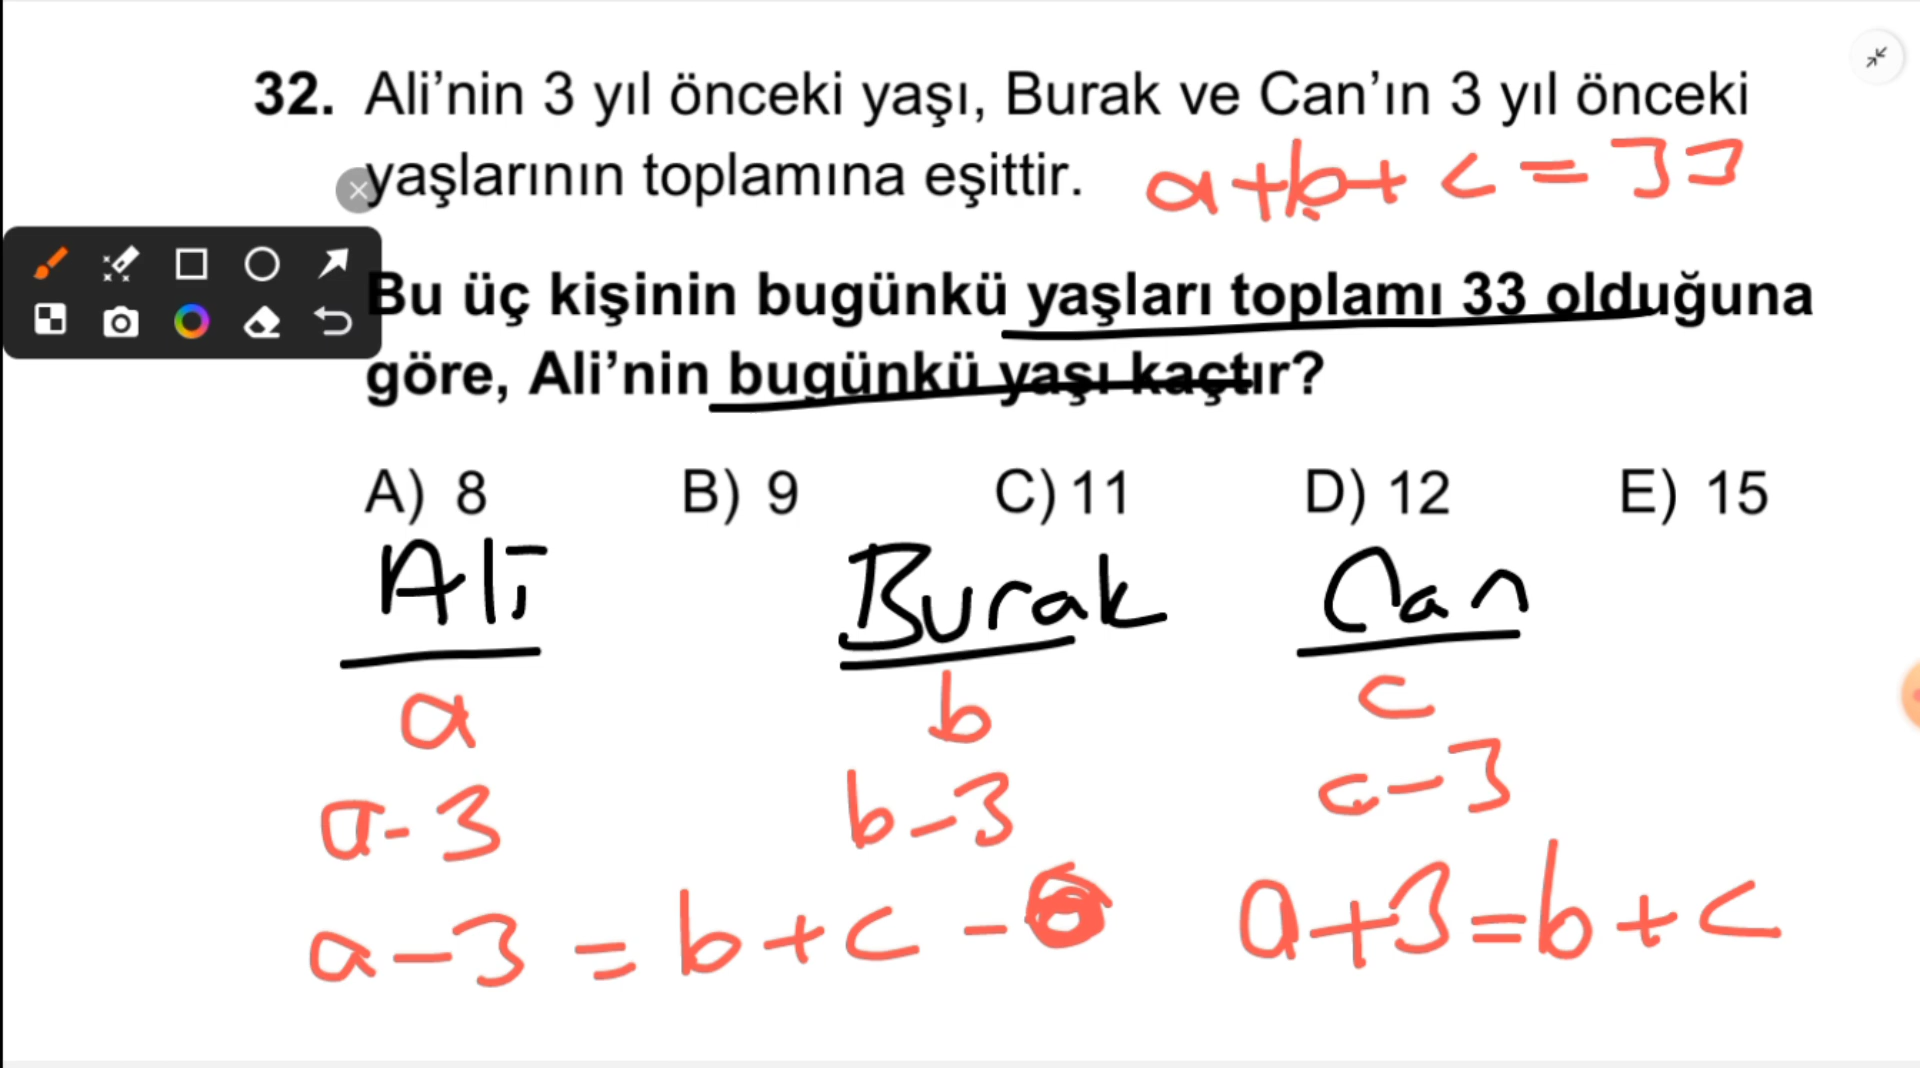 32. Ali'nin 3 yıl önceki yaşı, Burak ve Can'ın 3 yıl önceki
yaşlarının toplamına eşittir. a+b+c=33
Bu üç kişinin bugünkü yaşları toplamı 33 olduğuna
göre, Ali'nin bugünkü yaşı kaçtır?
A) 8 B) 9 C) 11 D) 12 E) 15
Ali Burak Can
a b c
a-3 b-3 c-3
a-3=b+c-6 a+3=b+c